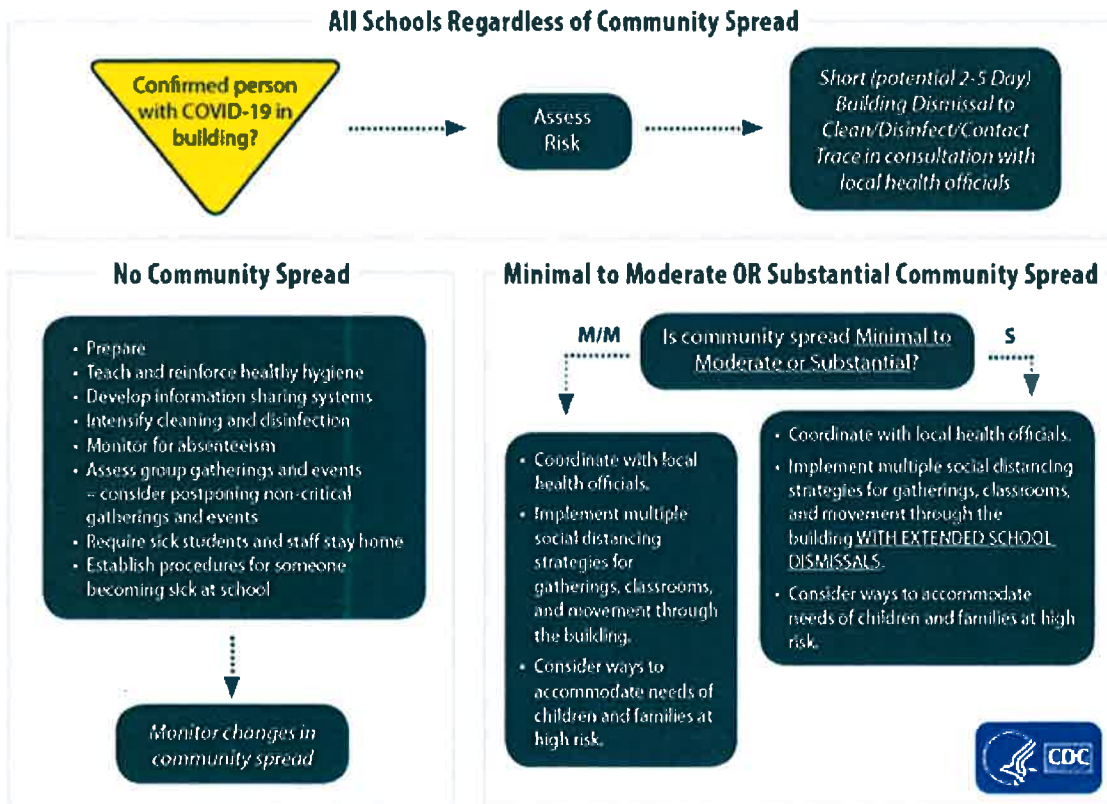 All Schools Regardless of Community Spread
Confirmed person
with COVID-19 in
building?
Assess
Risk
Short (potential 2-5 Day)
Building Dismissal to
Clean/Disinfect/Contact
Trace in consultation with
local health officials
No Community Spread
• Prepare
• Teach and reinforce healthy hygiene
• Develop information sharing systems
• Intensify cleaning and disinfection
• Monitor for absenteeism
• Assess group gatherings and events
– consider postponing non-critical
gatherings and events
• Require sick students and staff stay home
• Establish procedures for someone
becoming sick at school
Monitor changes in
community spread
Minimal to Moderate OR Substantial Community Spread
M/M
Is community spread Minimal to
Moderate or Substantial?
S
• Coordinate with local
health officials.
• Implement multiple
social distancing
strategies for
gatherings, classrooms,
and movement through
the building.
• Consider ways to
accommodate needs of
children and families at
high risk.
• Coordinate with local health officials.
• Implement multiple social distancing
strategies for gatherings, classrooms,
and movement through the
building WITH EXTENDED SCHOOL
DISMISSALS.
• Consider ways to accommodate
needs of children and families at high
risk.
CDC